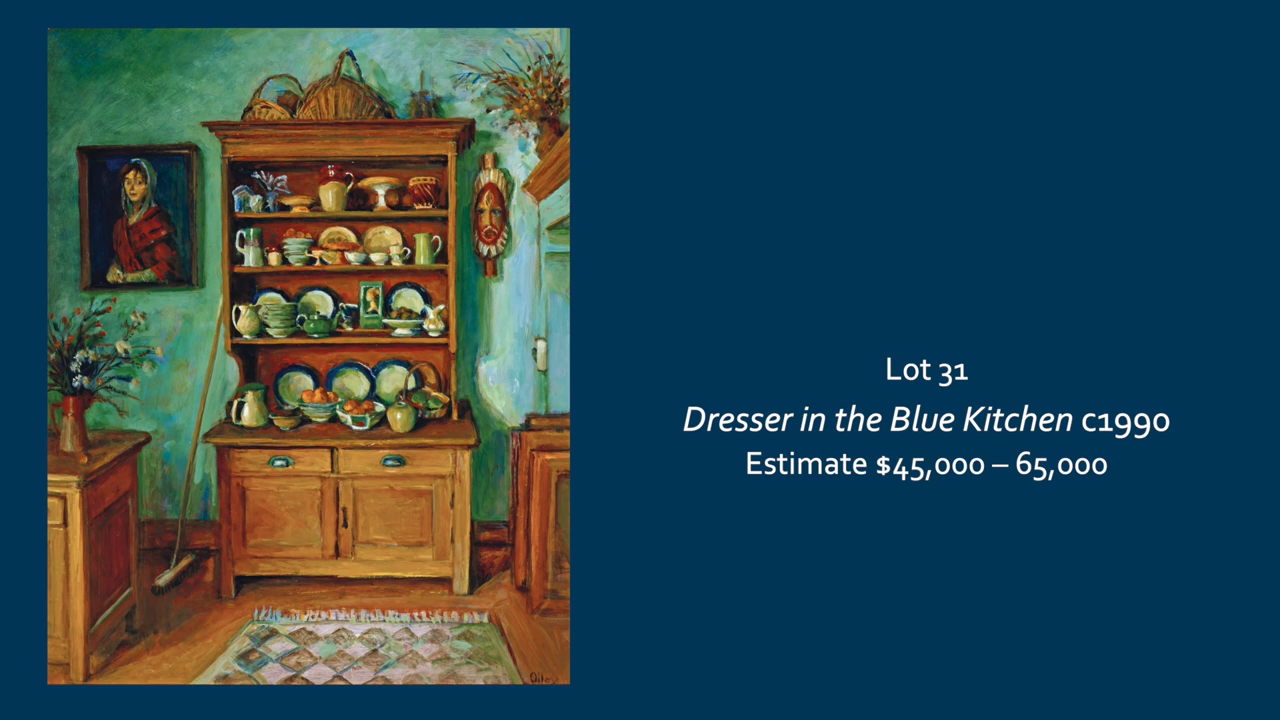 Lot 31
Dresser in the Blue Kitchen c1990
Estimate $45,000 – 65,000